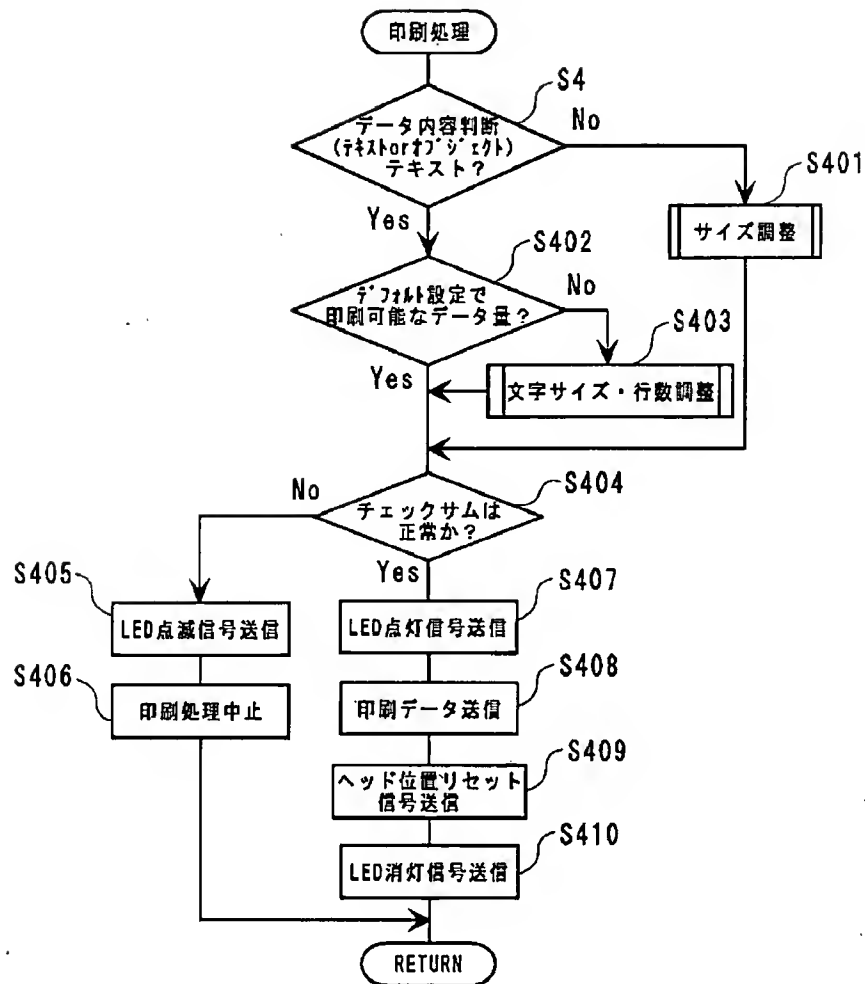 印刷処理
S4
データ内容判断
(ﾃｷｽﾄorｵﾌﾞｼﾞｪｸﾄ)
テキスト?
No
Yes
S401
サイズ調整
S402
ﾃﾞﾌｫﾙﾄ設定で
印刷可能なデータ量?
No
Yes
S403
文字サイズ・行数調整
S404
チェックサムは
正常か?
No
Yes
S405
LED点滅信号送信
S406
印刷処理中止
S407
LED点灯信号送信
S408
印刷データ送信
S409
ヘッド位置リセット
信号送信
S410
LED消灯信号送信
RETURN